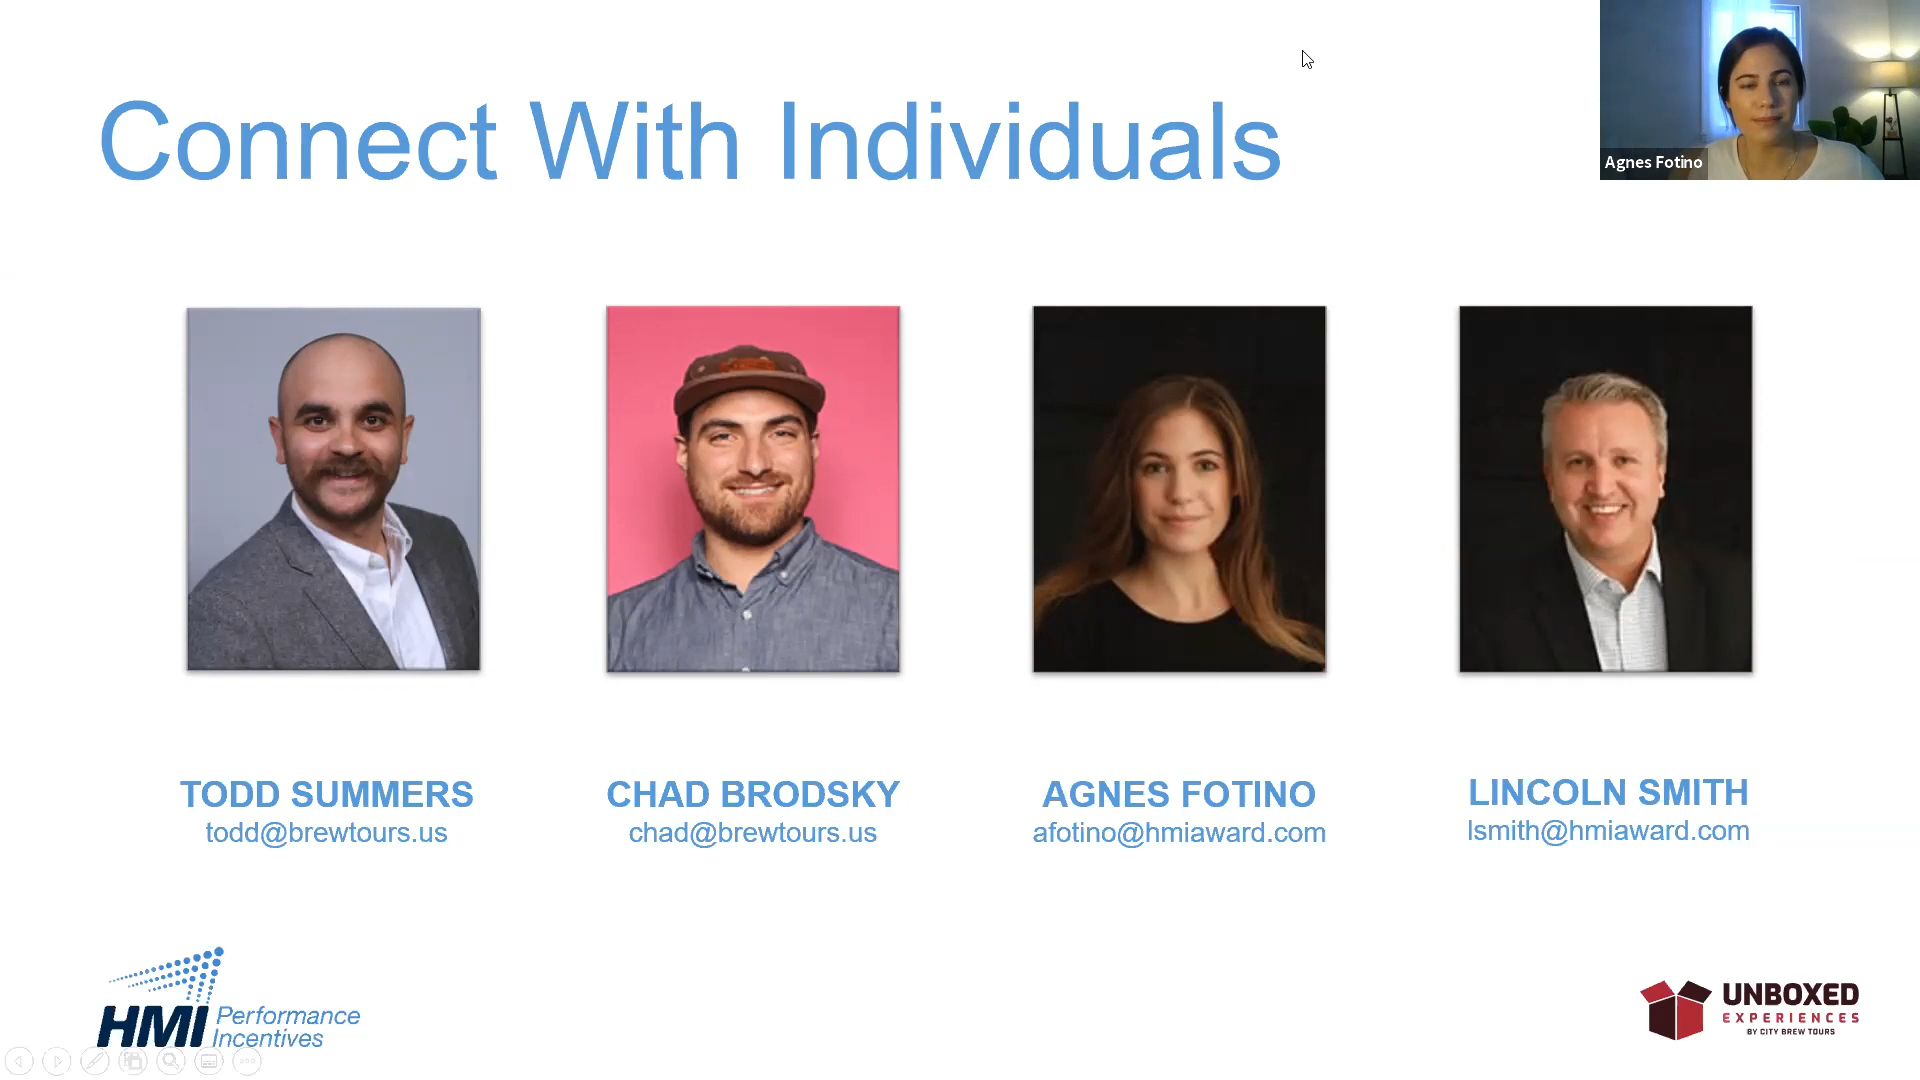 Connect With Individuals
Agnes Fotino
TODD SUMMERS
todd@brewtours.us
CHAD BRODSKY
chad@brewtours.us
AGNES FOTINO
afotino@hmiaward.com
LINCOLN SMITH
lsmith@hmiaward.com
HMI Performance
Incentives
UNBOXED
EXPERIENCES
BY CITY BREW TOURS